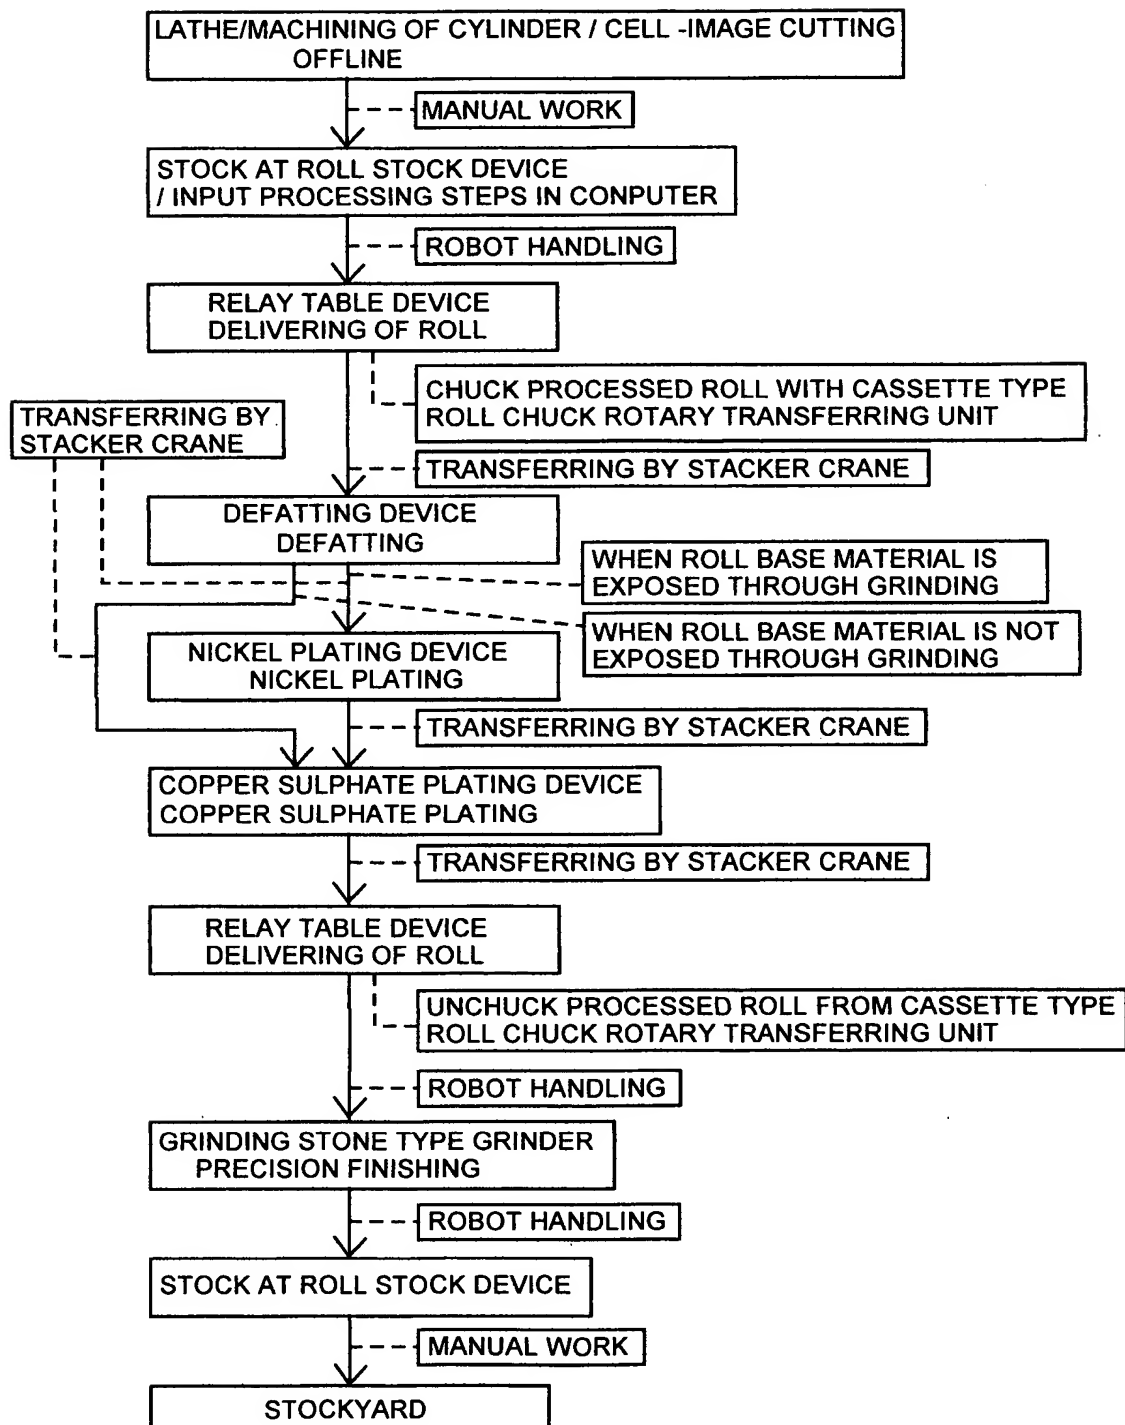 LATHE/MACHINING OF CYLINDER / CELL -IMAGE CUTTING
OFFLINE
MANUAL WORK
STOCK AT ROLL STOCK DEVICE
/ INPUT PROCESSING STEPS IN CONPUTER
ROBOT HANDLING
RELAY TABLE DEVICE
DELIVERING OF ROLL
CHUCK PROCESSED ROLL WITH CASSETTE TYPE
ROLL CHUCK ROTARY TRANSFERRING UNIT
TRANSFERRING BY
STACKER CRANE
TRANSFERRING BY STACKER CRANE
DEFATTING DEVICE
DEFATTING
WHEN ROLL BASE MATERIAL IS
EXPOSED THROUGH GRINDING
WHEN ROLL BASE MATERIAL IS NOT
EXPOSED THROUGH GRINDING
NICKEL PLATING DEVICE
NICKEL PLATING
TRANSFERRING BY STACKER CRANE
COPPER SULPHATE PLATING DEVICE
COPPER SULPHATE PLATING
TRANSFERRING BY STACKER CRANE
RELAY TABLE DEVICE
DELIVERING OF ROLL
UNCHUCK PROCESSED ROLL FROM CASSETTE TYPE
ROLL CHUCK ROTARY TRANSFERRING UNIT
ROBOT HANDLING
GRINDING STONE TYPE GRINDER
PRECISION FINISHING
ROBOT HANDLING
STOCK AT ROLL STOCK DEVICE
MANUAL WORK
STOCKYARD